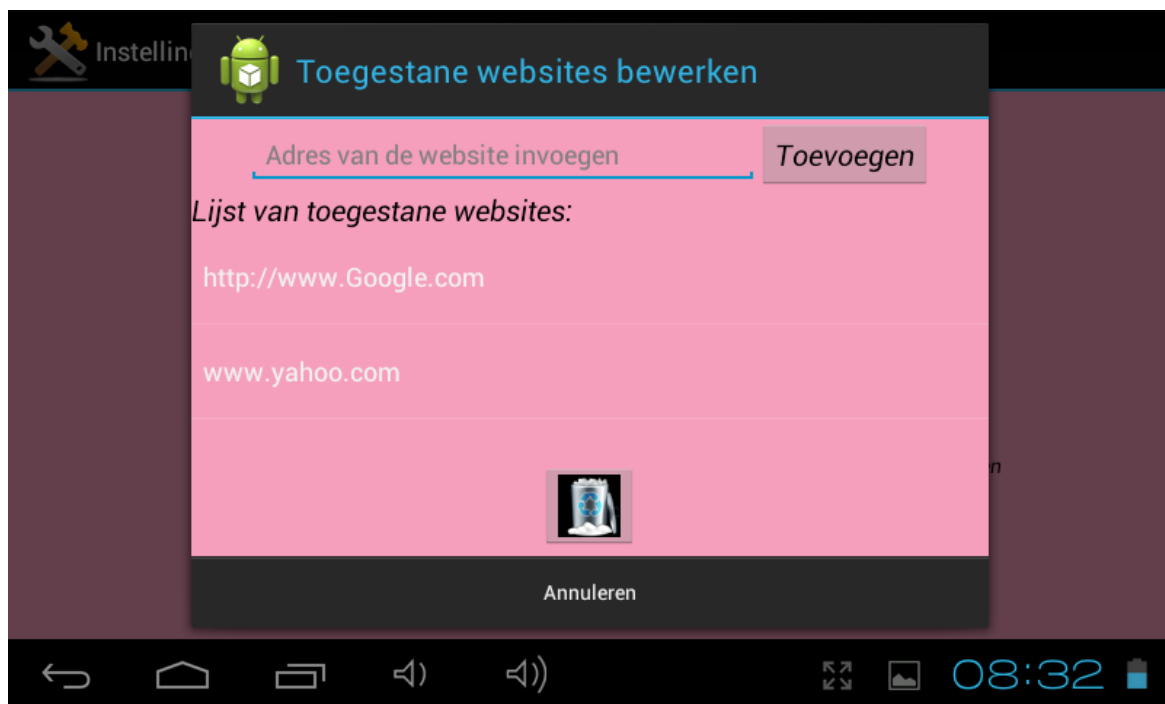 Instellin
Toegestane websites bewerken
Adres van de website invoegen
Toevoegen
Lijst van toegestane websites:
http://www.Google.com
www.yahoo.com
n
Annuleren
08:32